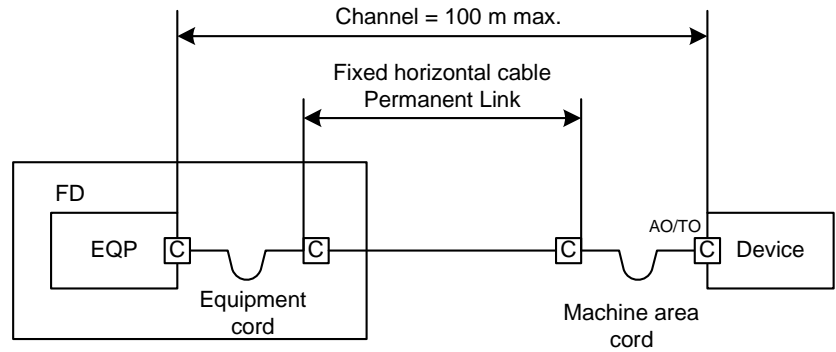 Channel = 100 m max.
Fixed horizontal cable
Permanent Link
FD
EQP
C
C
C
AO/TO
C
Device
Equipment
cord
Machine area
cord